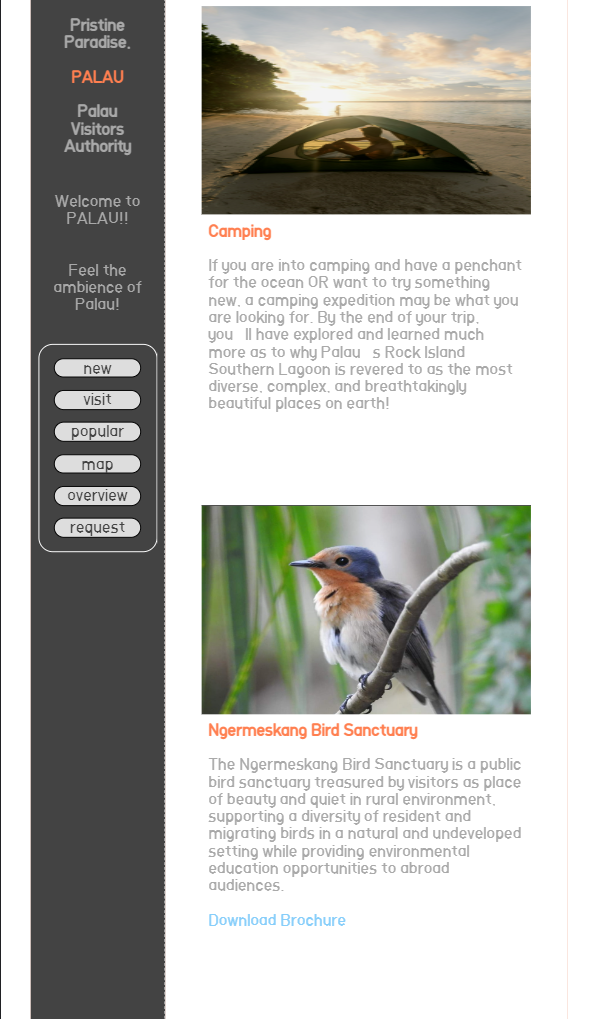 Pristine
Paradise.
PALAU
Palau
Visitors
Authority
Welcome to
PALAU!!
Feel the
ambience of
Palau!
new
visit
popular
map
overview
request
Camping
If you are into camping and have a penchant
for the ocean OR want to try something
new, a camping expedition may be what you
are looking for. By the end of your trip,
you   ll have explored and learned much
more as to why Palau   s Rock Island
Southern Lagoon is revered to as the most
diverse, complex, and breathtakingly
beautiful places on earth!
Ngermeskang Bird Sanctuary
The Ngermeskang Bird Sanctuary is a public
bird sanctuary treasured by visitors as place
of beauty and quiet in rural environment,
supporting a diversity of resident and
migrating birds in a natural and undeveloped
setting while providing environmental
education opportunities to abroad
audiences.
Download Brochure